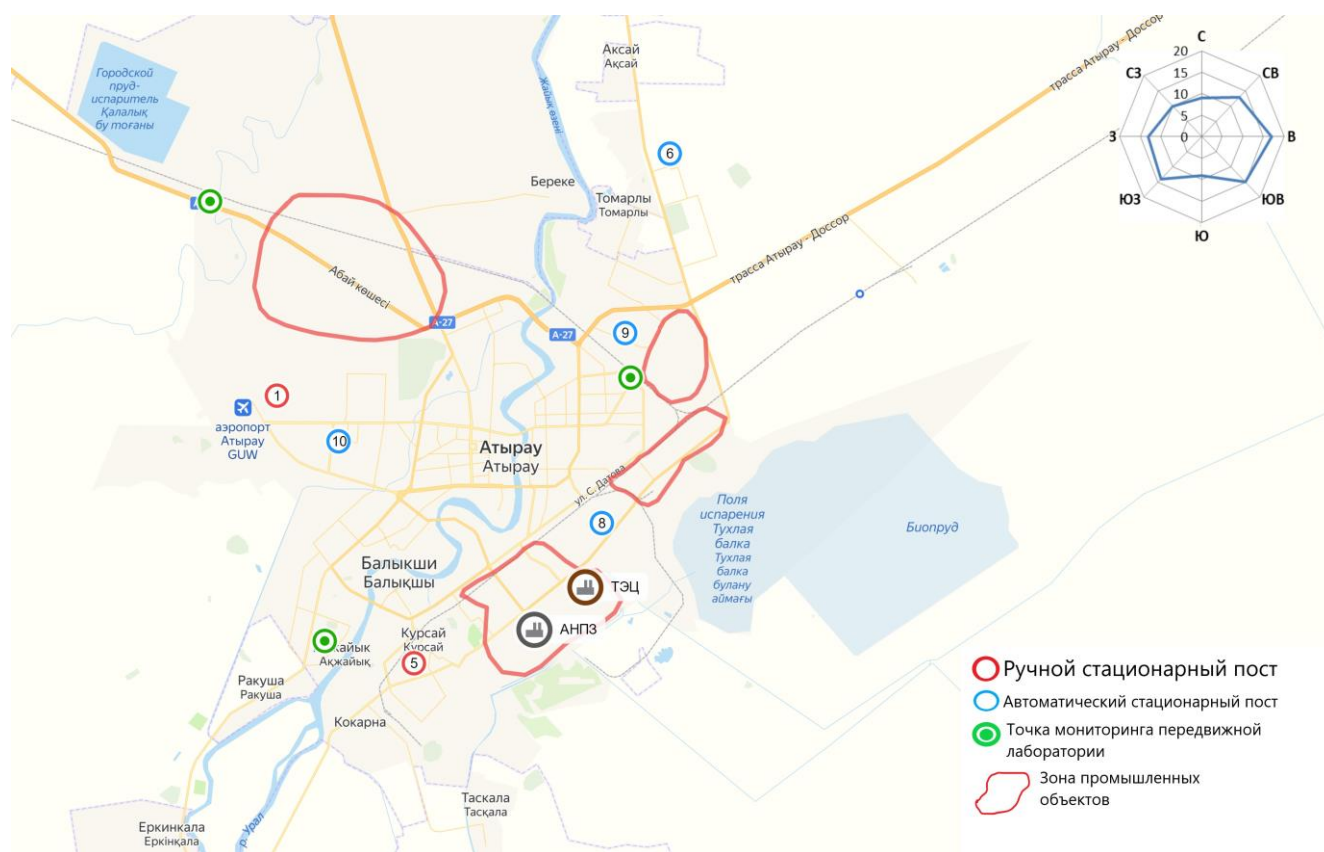 Городской
пруд-
испаритель
Қалалық
бу тоғаны
Аксай
Ақсай
Жайық өзені
трасса Атырау - Доссор
С
20
15
10
5
0
СЗ
СВ
З
В
ЮЗ
ЮВ
Ю
6
Береке
Томарлы
Томарлы
трасса Атырау - Доссор
Абай көшесі
А-27
А-27
9
1
аэропорт
Атырау
GUW
10
Атырау
Атырау
ул. С. Датова
8
Поля
испарения
Тухлая
балка
Тухлая
балка
булану
аймағы
Биопруд
Балыкши
Балықшы
ТЭЦ
АНПЗ
Курсай
Құрсай
5
Ақжайық
Ракуша
Ракуша
Кокарна
Таскала
Тасқала
Еркинкала
Еркінқала
р. Урал
Ручной стационарный пост
Автоматический стационарный пост
Точка мониторинга передвижной
лаборатории
Зона промышленных
объектов